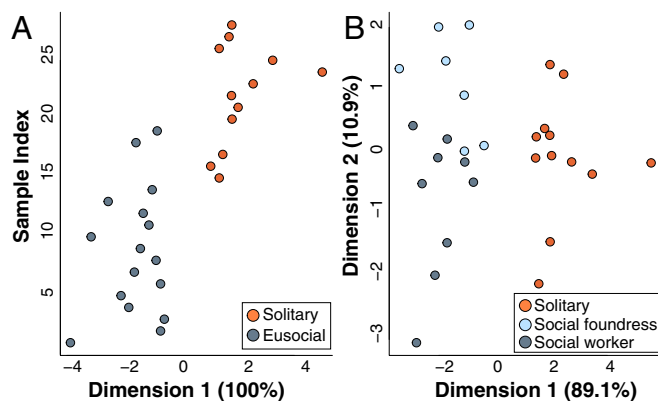 A
Sample Index
25
20
15
10
5
Solitary
Eusocial
−4 −2 0 2 4
Dimension 1 (100%)
B
Dimension 2 (10.9%)
2
1
0
−1
−2
−3
Solitary
Social foundress
Social worker
−4 −2 0 2 4
Dimension 1 (89.1%)